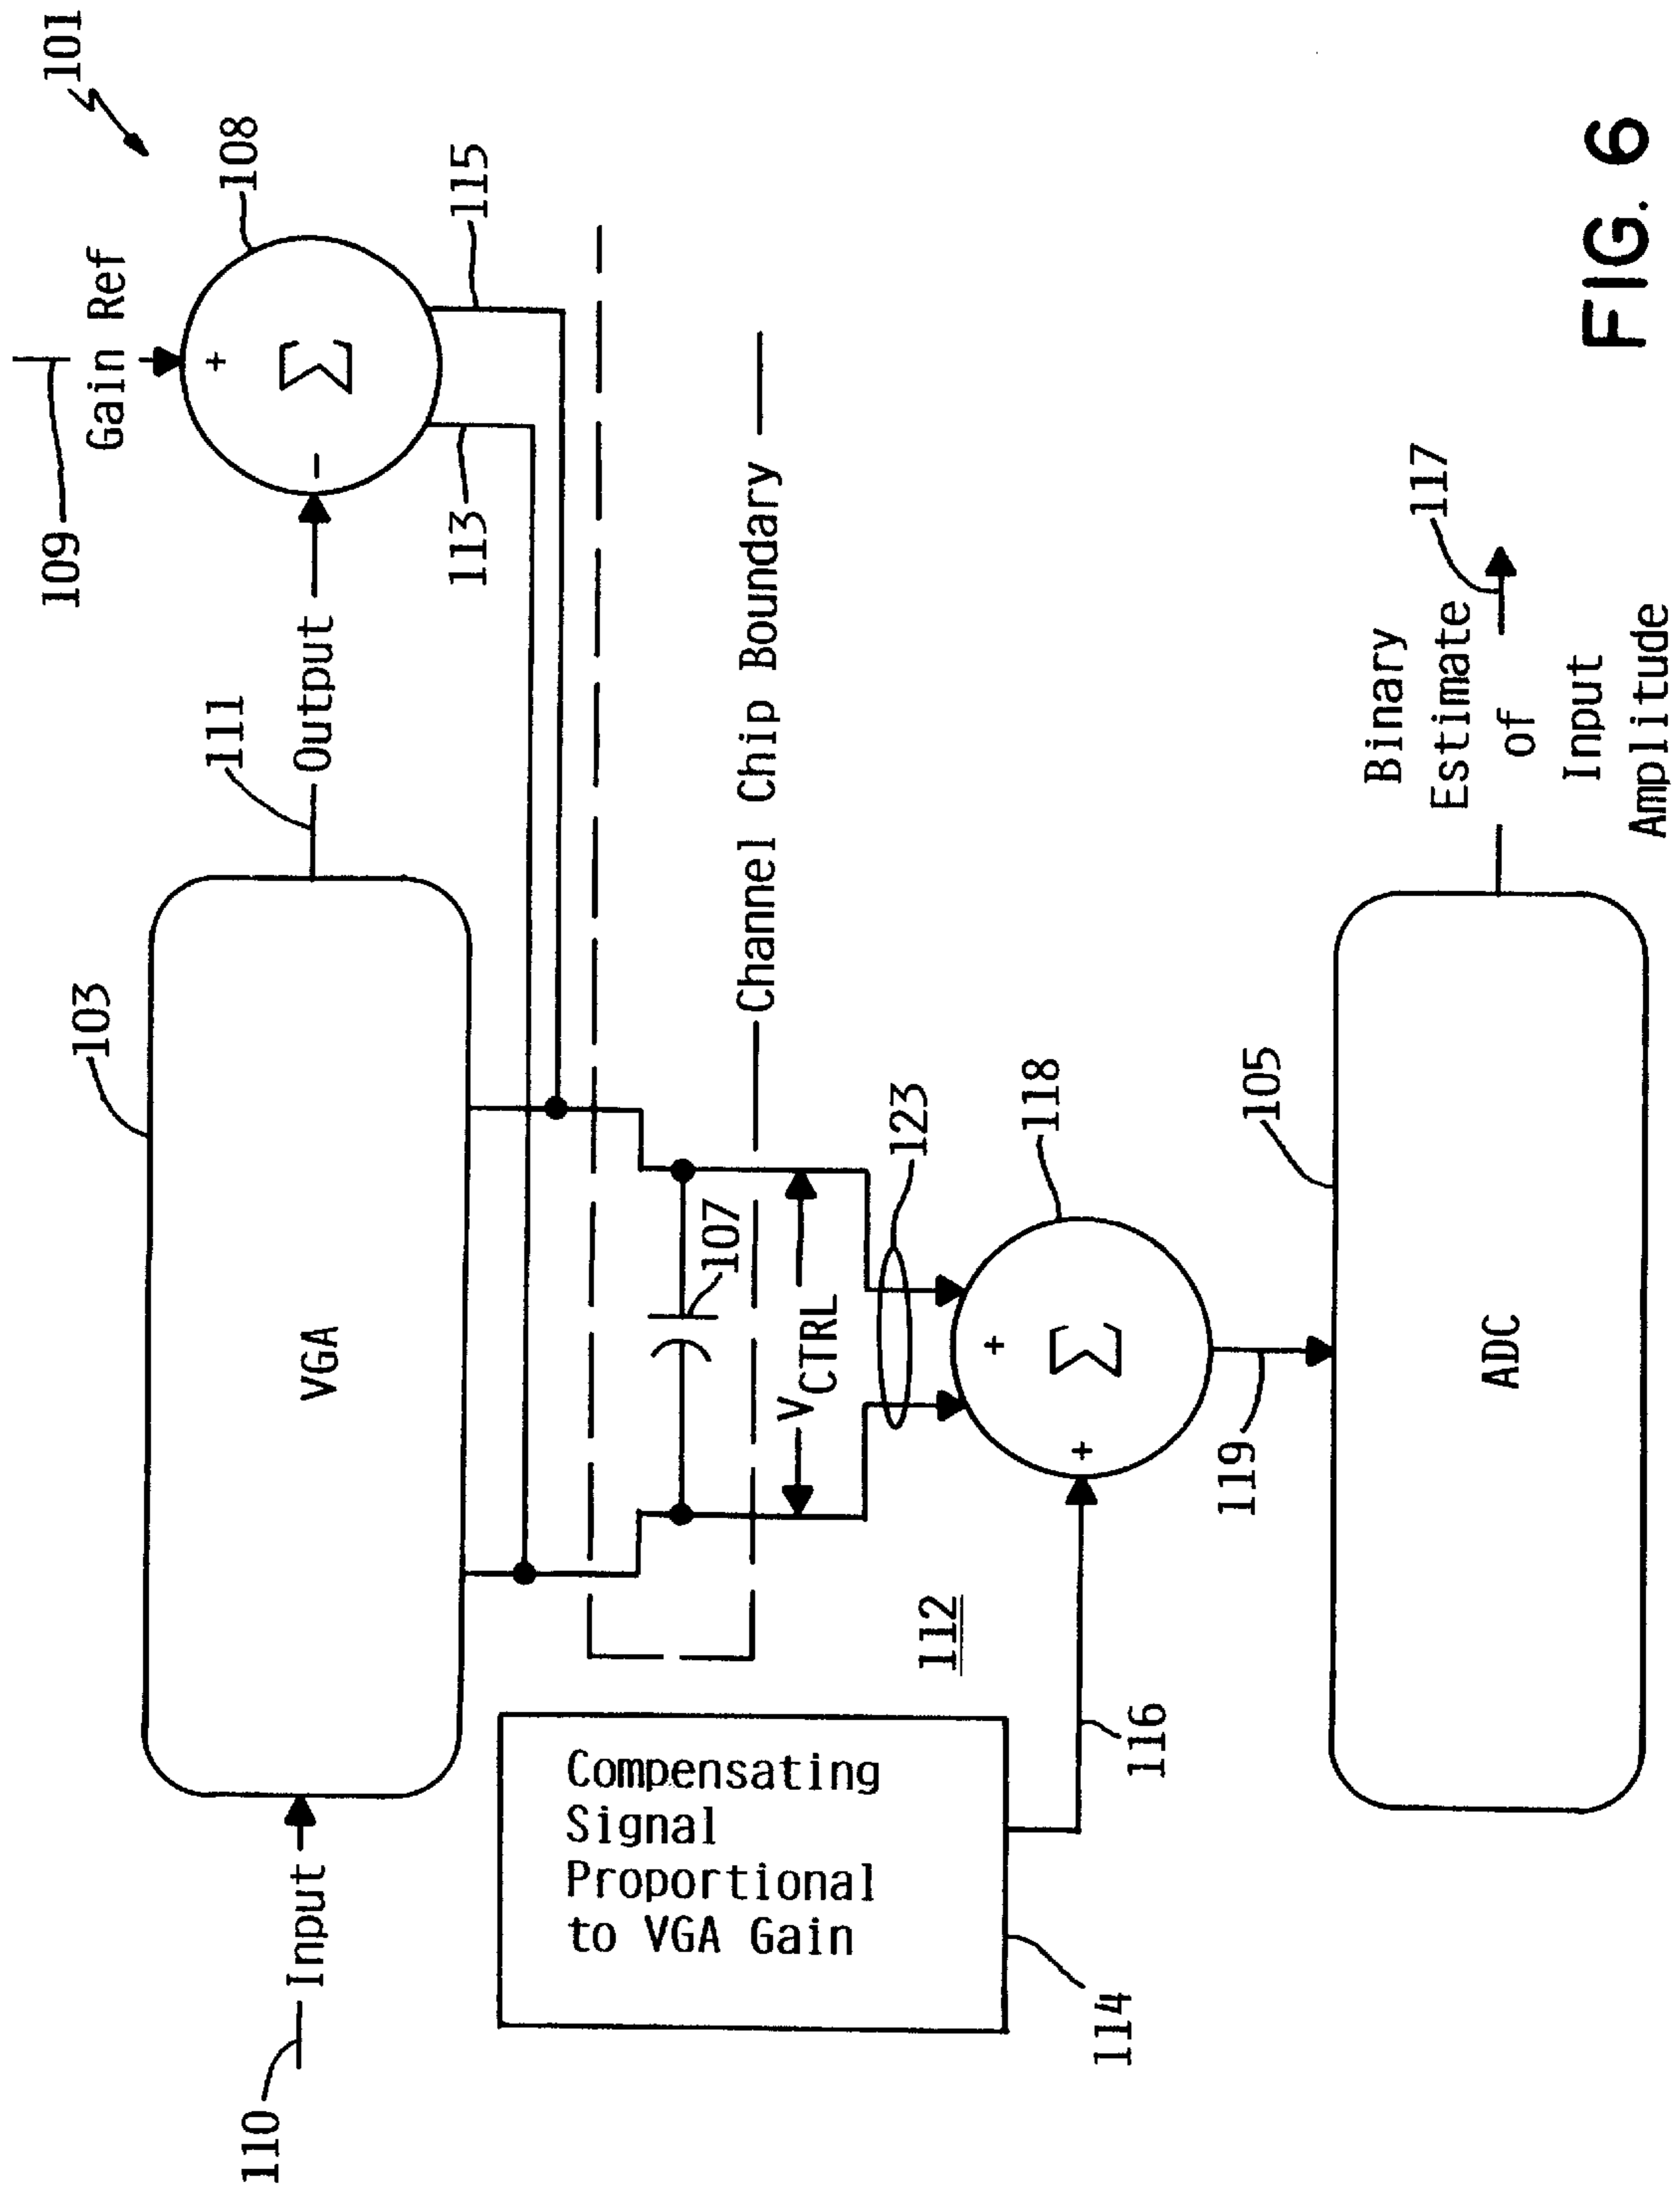 101
109
Gain Ref
108
+
Σ
−
115
113
111
Output
103
VGA
110
Input
Channel Chip Boundary
107
VCTRL
123
112
118
+
Σ
+
Compensating
Signal
Proportional
to VGA Gain
114
116
119
105
ADC
Binary
Estimate
of
Input
Amplitude
117
FIG. 6